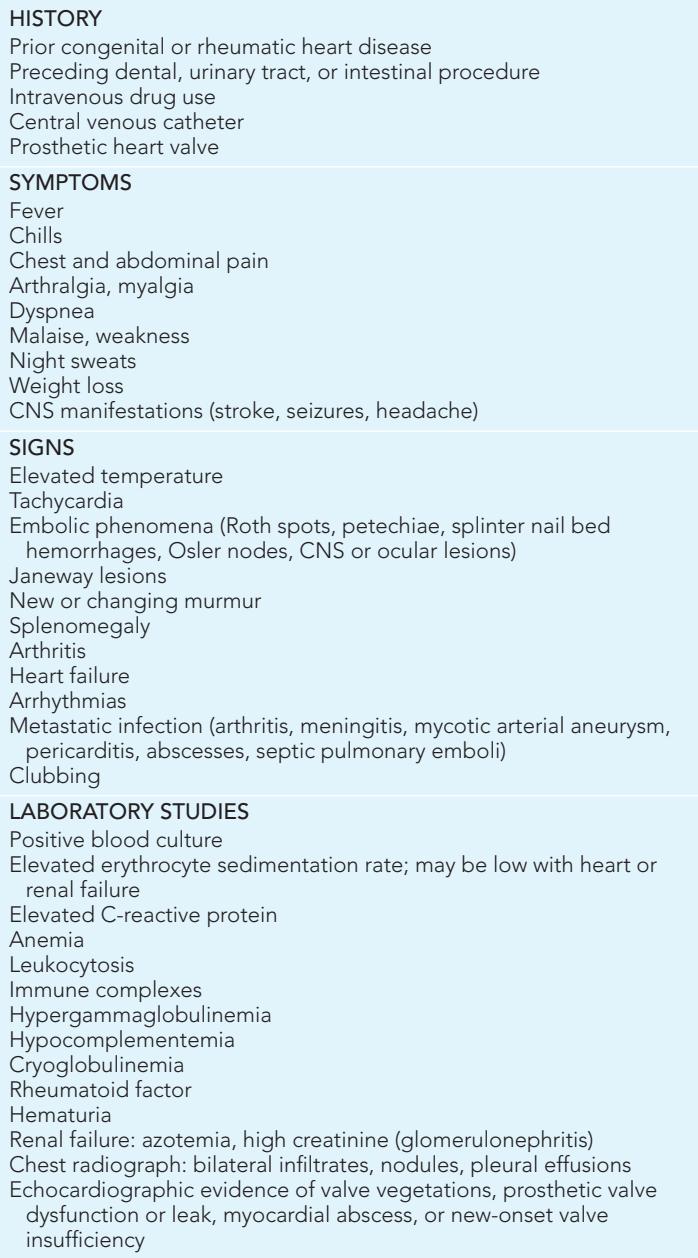 HISTORY
Prior congenital or rheumatic heart disease
Preceding dental, urinary tract, or intestinal procedure
Intravenous drug use
Central venous catheter
Prosthetic heart valve
SYMPTOMS
Fever
Chills
Chest and abdominal pain
Arthralgia, myalgia
Dyspnea
Malaise, weakness
Night sweats
Weight loss
CNS manifestations (stroke, seizures, headache)
SIGNS
Elevated temperature
Tachycardia
Embolic phenomena (Roth spots, petechiae, splinter nail bed
hemorrhages, Osler nodes, CNS or ocular lesions)
Janeway lesions
New or changing murmur
Splenomegaly
Arthritis
Heart failure
Arrhythmias
Metastatic infection (arthritis, meningitis, mycotic arterial aneurysm,
pericarditis, abscesses, septic pulmonary emboli)
Clubbing
LABORATORY STUDIES
Positive blood culture
Elevated erythrocyte sedimentation rate; may be low with heart or
renal failure
Elevated C-reactive protein
Anemia
Leukocytosis
Immune complexes
Hypergammaglobulinemia
Hypocomplementemia
Cryoglobulinemia
Rheumatoid factor
Hematuria
Renal failure: azotemia, high creatinine (glomerulonephritis)
Chest radiograph: bilateral infiltrates, nodules, pleural effusions
Echocardiographic evidence of valve vegetations, prosthetic valve
dysfunction or leak, myocardial abscess, or new-onset valve
insufficiency